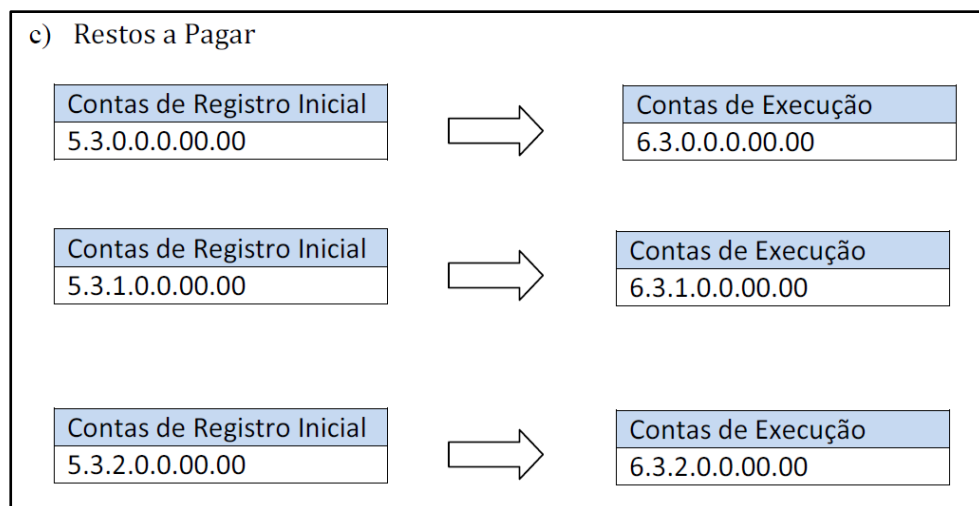 c) Restos a Pagar
Contas de Registro Inicial
5.3.0.0.0.00.00
Contas de Execução
6.3.0.0.0.00.00
Contas de Registro Inicial
5.3.1.0.0.00.00
Contas de Execução
6.3.1.0.0.00.00
Contas de Registro Inicial
5.3.2.0.0.00.00
Contas de Execução
6.3.2.0.0.00.00